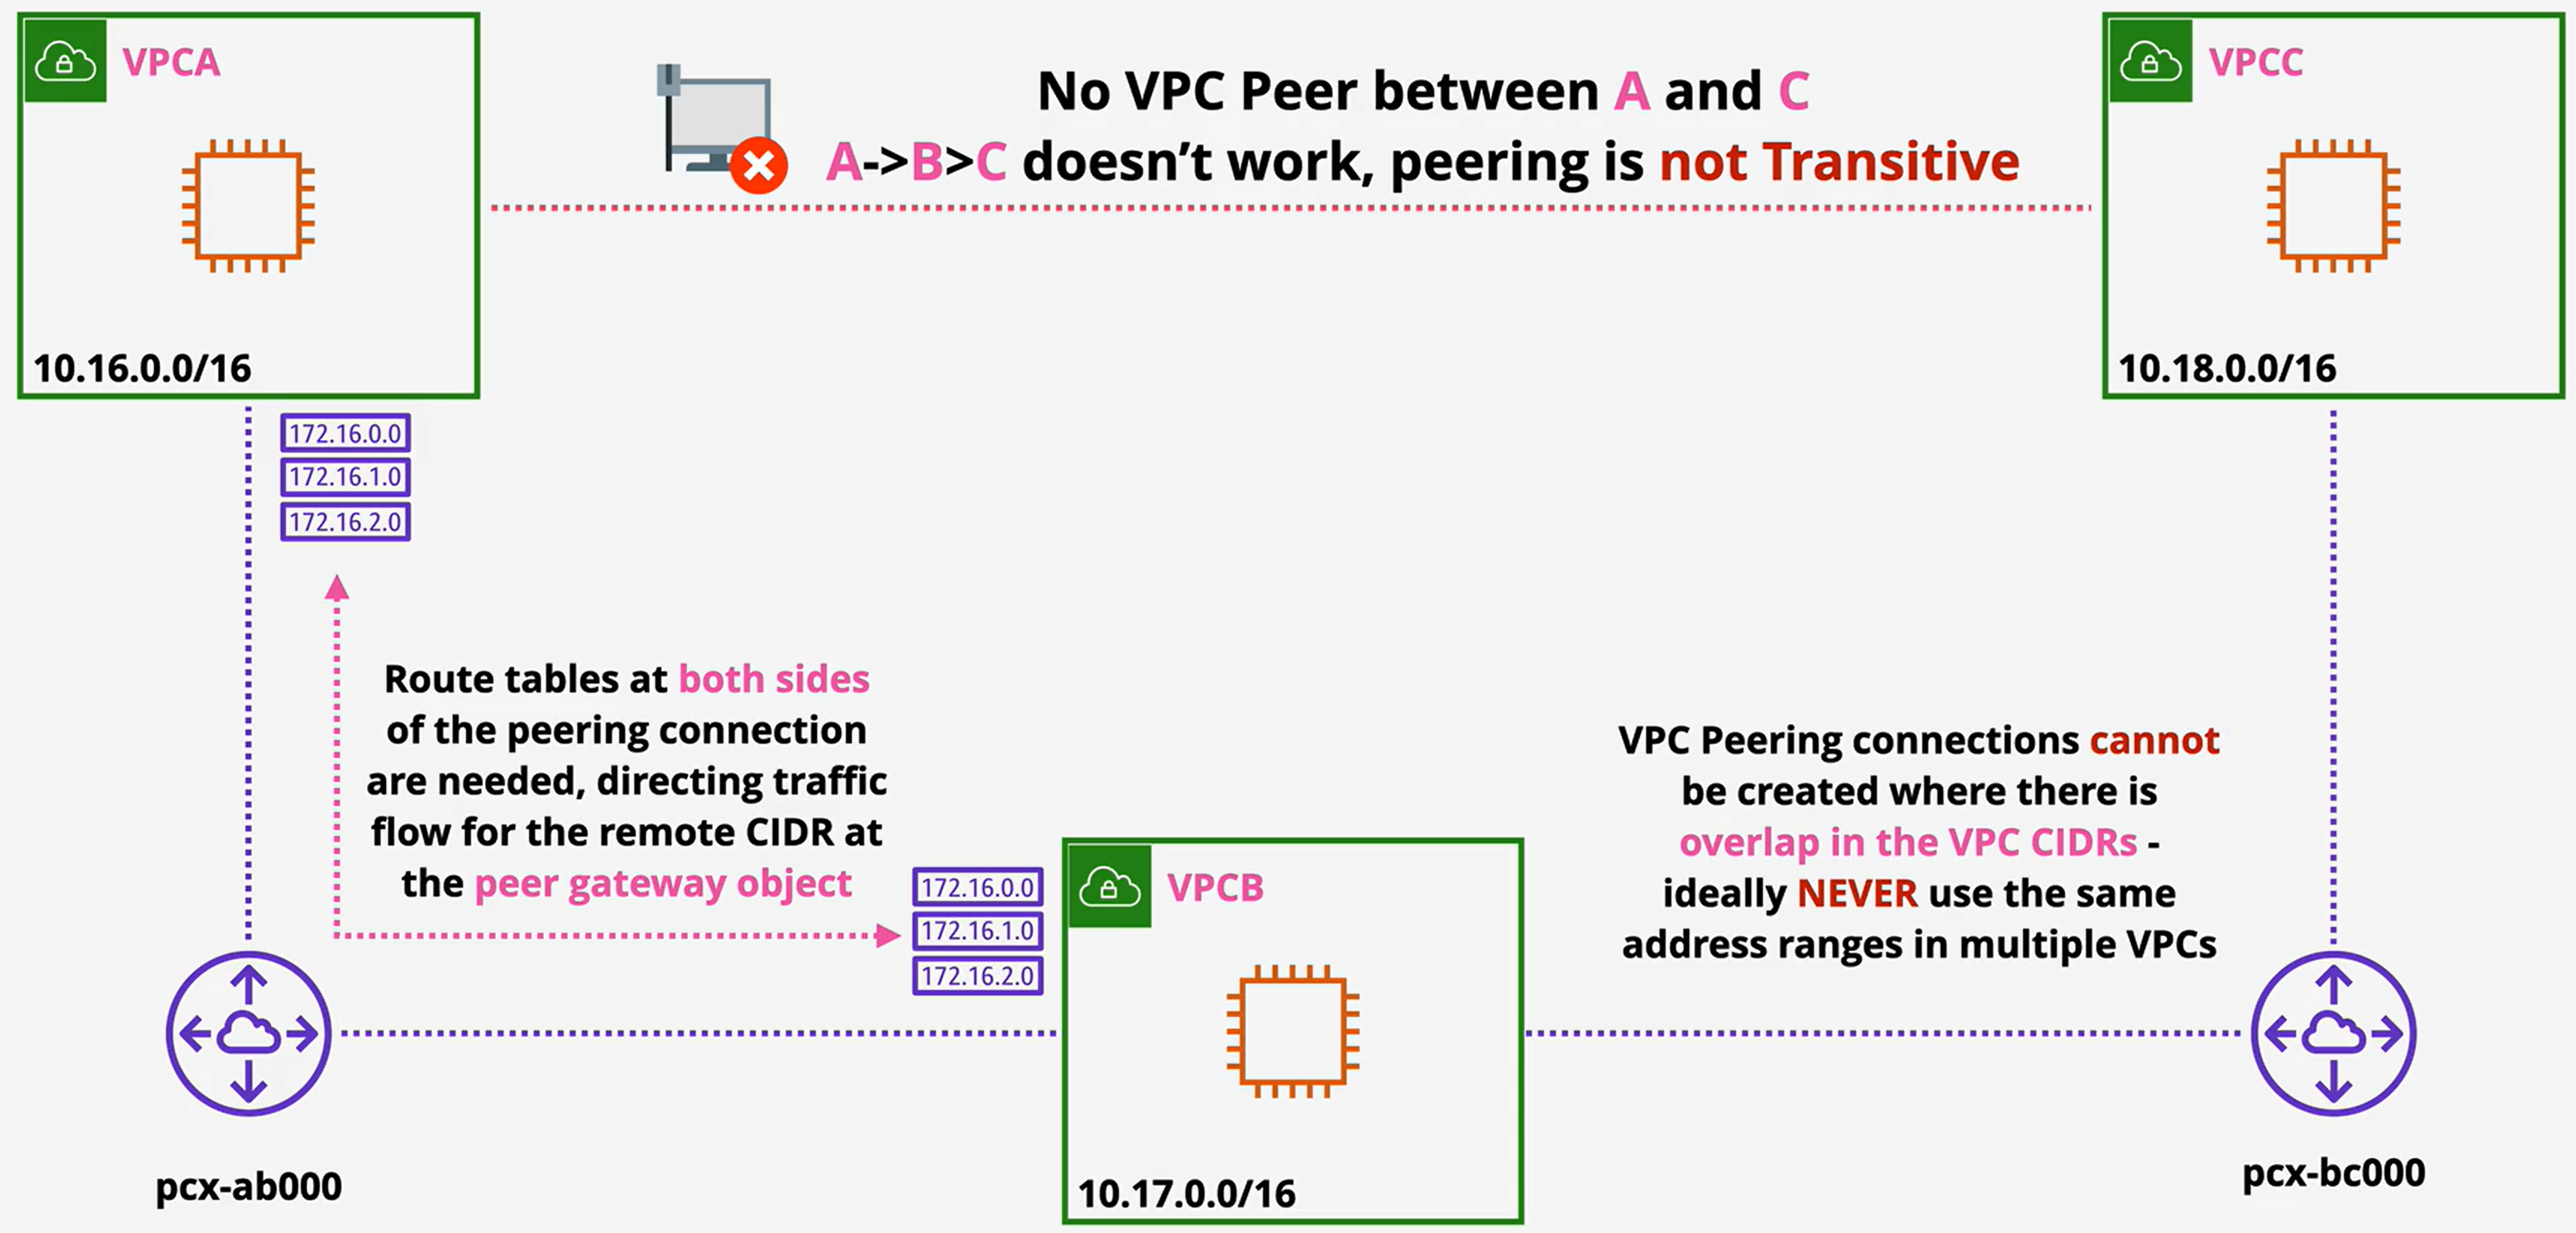 VPCA
No VPC Peer between A and C
A->B>C doesn't work, peering is not Transitive
VPCC
10.16.0.0/16
10.18.0.0/16
172.16.0.0
172.16.1.0
172.16.2.0
Route tables at both sides
of the peering connection
are needed, directing traffic
flow for the remote CIDR at
the peer gateway object
VPC Peering connections cannot
be created where there is
overlap in the VPC CIDRs -
ideally NEVER use the same
address ranges in multiple VPCs
172.16.0.0
172.16.1.0
172.16.2.0
VPCB
10.17.0.0/16
pcx-ab000
pcx-bc000